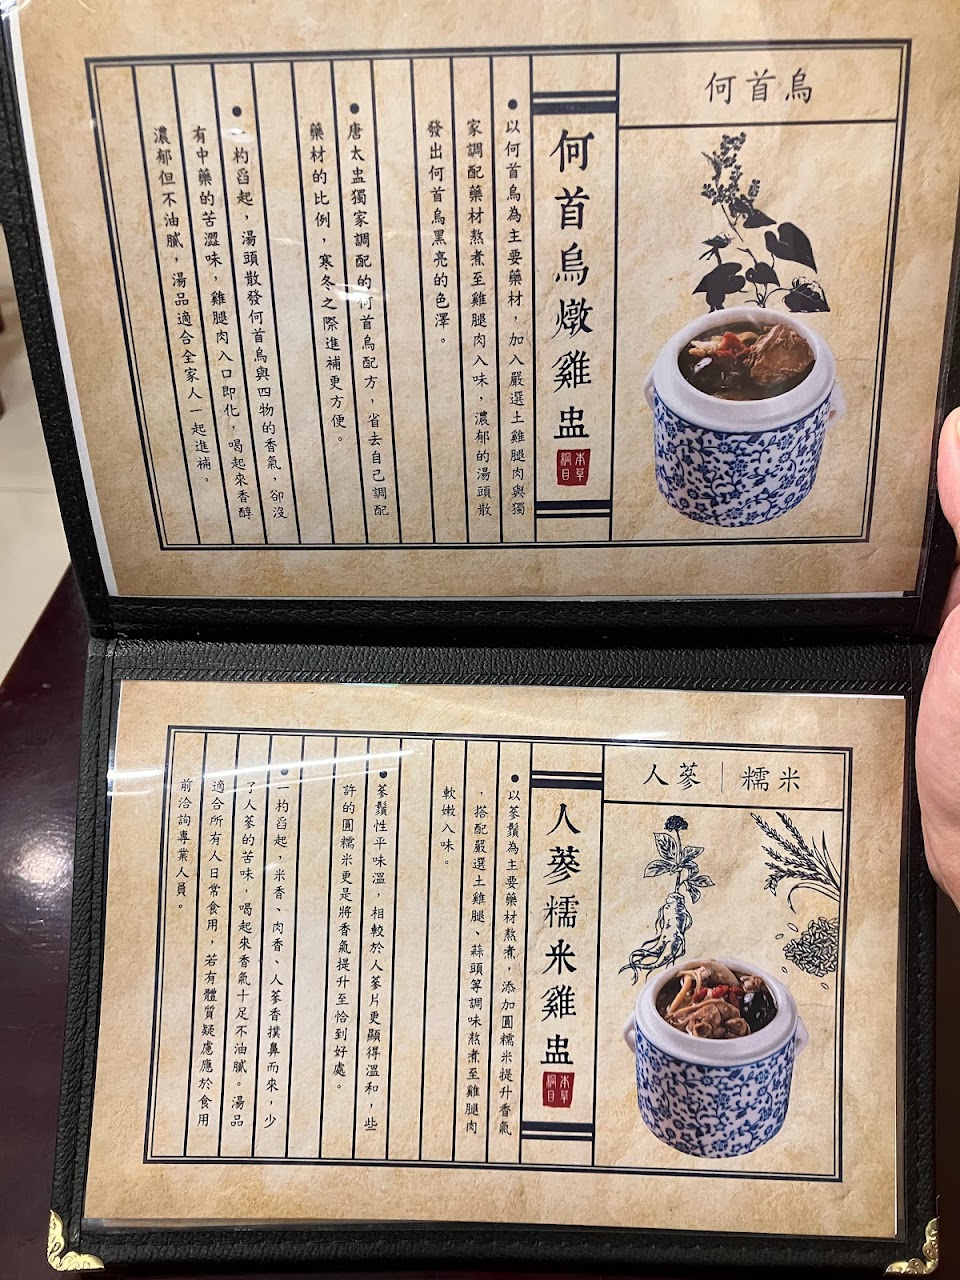 何首烏
何首烏燉雞盅
本草
綱目
●以何首烏為主要藥材，加入嚴選土雞腿肉與獨
家調配藥材熬煮至雞腿肉入味，濃郁的湯頭散
發出何首烏黑亮的色澤。
●唐太盅獨家調配的何首烏配方，省去自己調配
藥材的比例，寒冬之際進補更方便。
●一杓舀起，湯頭散發何首烏與四物的香氣，卻沒
有中藥的苦澀味，雞腿肉入口即化，喝起來香醇
濃郁但不油膩，湯品適合全家人一起進補。
人蔘｜糯米
人蔘糯米雞盅
本草
綱目
●以蔘鬚為主要藥材熬煮，添加圓糯米提升香氣
，搭配嚴選土雞腿、蒜頭等調味熬煮至雞腿肉
軟嫩入味。
●蔘鬚性平味溫，相較於人蔘片更顯得溫和，些
許的圓糯米更是將香氣提升至恰到好處。
●一杓舀起，米香、肉香、人蔘香撲鼻而來，少
了人蔘的苦味，喝起來香氣十足不油膩。湯品
適合所有人日常食用，若有體質疑慮應於食用
前洽詢專業人員。